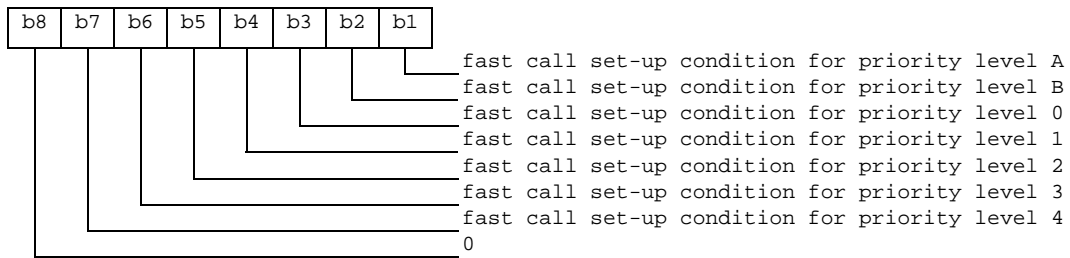 b8 b7 b6 b5 b4 b3 b2 b1
fast call set-up condition for priority level A
fast call set-up condition for priority level B
fast call set-up condition for priority level 0
fast call set-up condition for priority level 1
fast call set-up condition for priority level 2
fast call set-up condition for priority level 3
fast call set-up condition for priority level 4
0